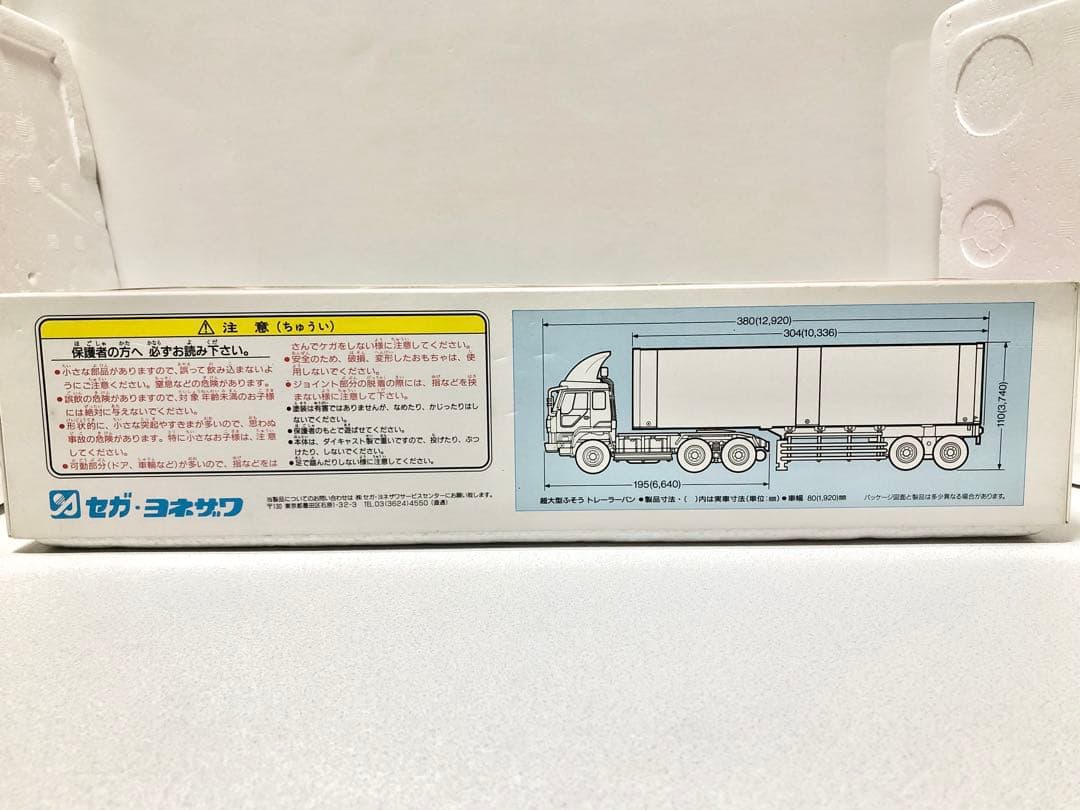 ⚠ 注 意(ちゅうい)
保護者の方へ 必ずお読み下さい。
●小さな部品がありますので、誤って飲み込まないようにご注意ください。窒息などの危険があります。
●誤飲の危険がありますので、対象年齢未満のお子様には絶対に与えないでください。
●形状的に、小さな突起やすきまが多いので、思わぬ事故の危険があります。特に小さなお子様は、注意してください。
●可動部分(ドア、車輪など)が多いので、指などをは
さんでケガをしない様に注意してください。
●安全のため、破損、変形したおもちゃは、使用しないでください。
●ジョイント部分の脱着の際には、指などを挟まない様に注意して下さい。
●塗装は有害ではありませんが、なめたり、かじったりはしないでください。
●保護者のもとで遊ばせてください。
●本体は、ダイキャスト製で重いですので、投げたり、ぶつけたり、しないでください。
●足で踏んだりしない様に注意してください。
セガ・ヨネザワ
当製品についてのお問い合わせは ㈱セガ・ヨネザワサービスセンターにお願い致します。
〒130 東京都墨田区石原1-32-3 TEL.03(3624)4550(直通)
380(12,920)
304(10,336)
110(3,740)
195(6,640)
超大型ふそう トレーラーバン ●製品寸法・( )内は実車寸法(単位:㎜) ●車幅 80(1,920)㎜
パッケージ図面と製品は多少異なる場合があります。